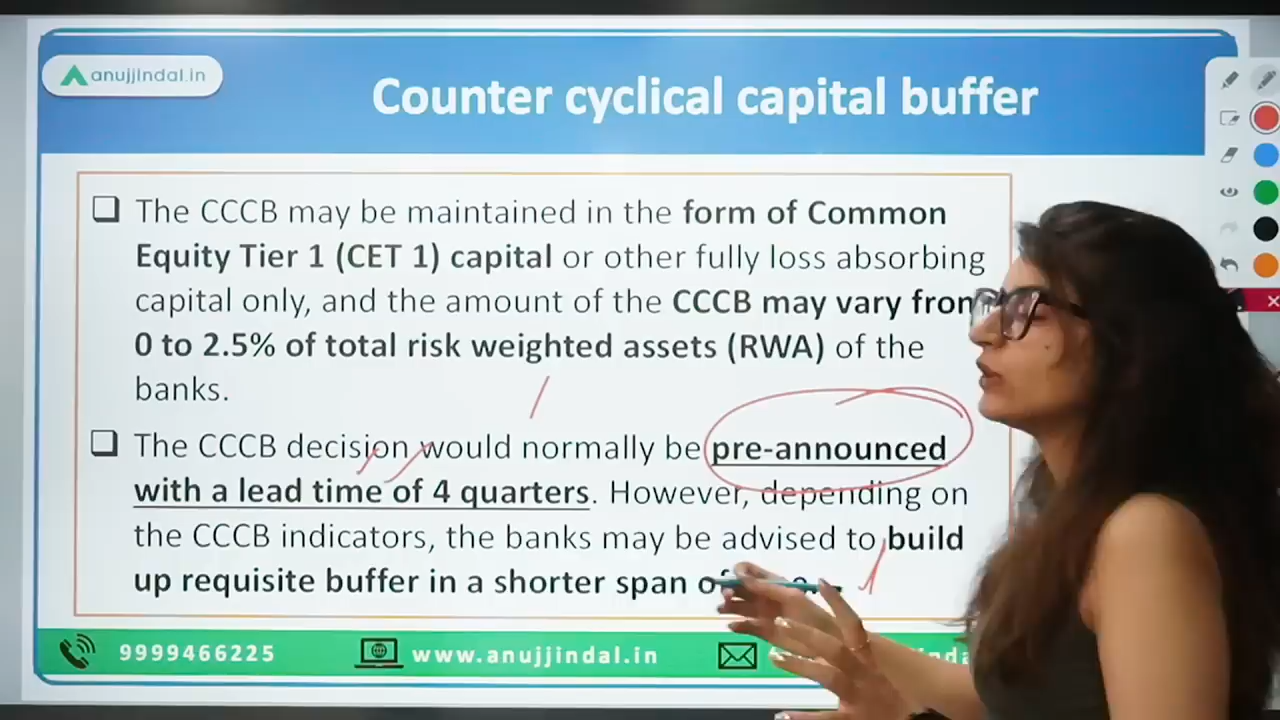 anujjindal.in
Counter cyclical capital buffer
The CCCB may be maintained in the form of Common
Equity Tier 1 (CET 1) capital or other fully loss absorbing
capital only, and the amount of the CCCB may vary from
0 to 2.5% of total risk weighted assets (RWA) of the
banks.
The CCCB decision would normally be pre-announced
with a lead time of 4 quarters. However, depending on
the CCCB indicators, the banks may be advised to build
up requisite buffer in a shorter span of
9999466225 www.anujjindal.in